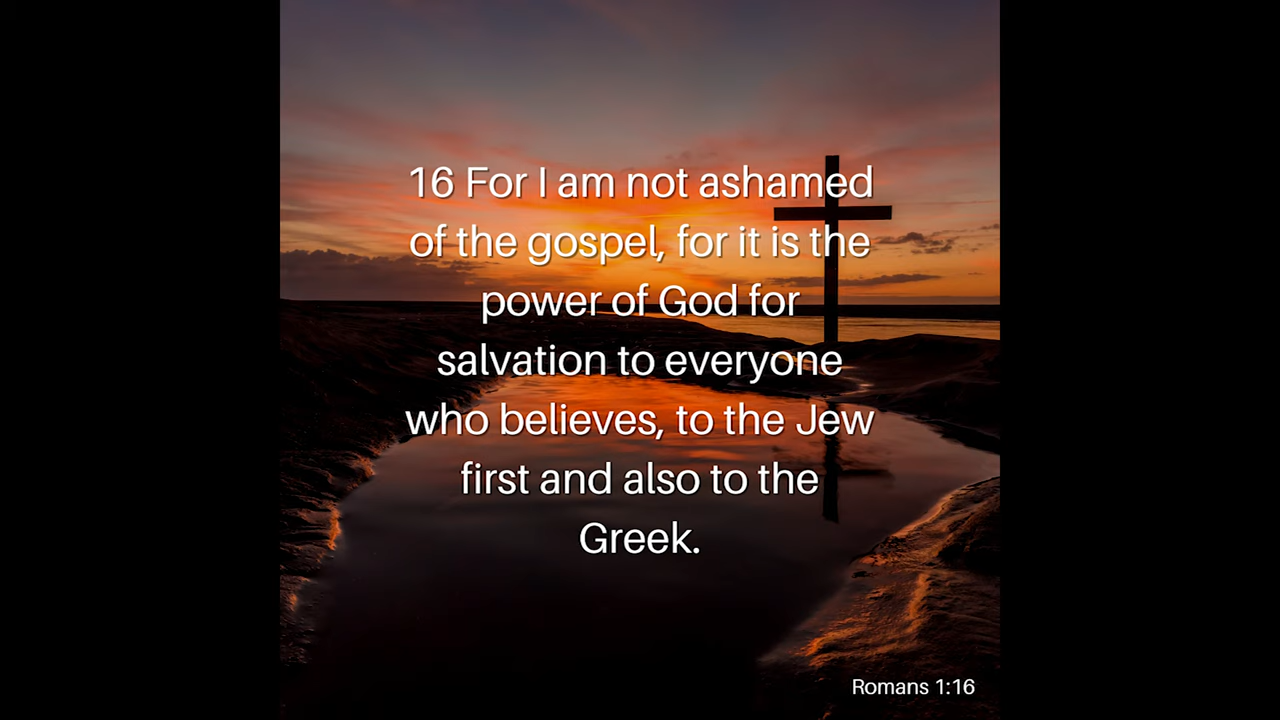 16 For I am not ashamed
of the gospel, for it is the
power of God for
salvation to everyone
who believes, to the Jew
first and also to the
Greek.
Romans 1:16